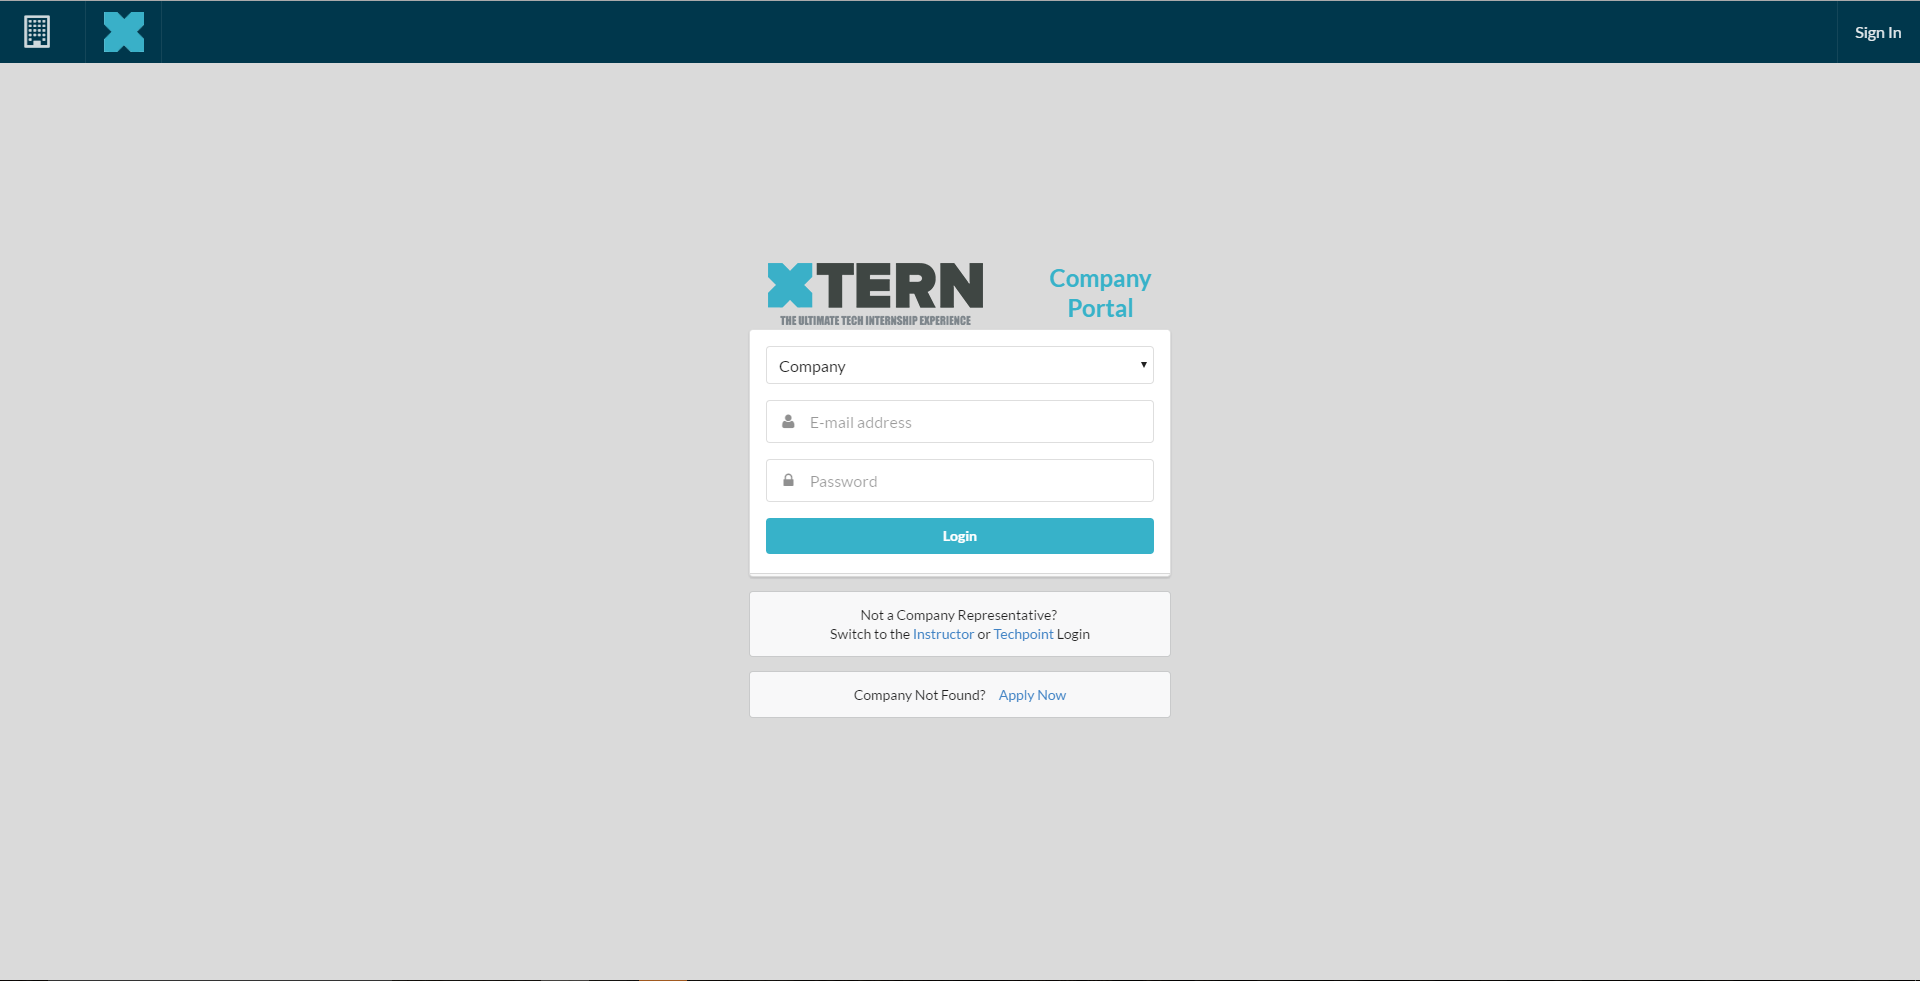 Sign In
XTERN
THE ULTIMATE TECH INTERNSHIP EXPERIENCE
Company
Portal
Company
E-mail address
Password
Login
Not a Company Representative?
Switch to the Instructor or Techpoint Login
Company Not Found? Apply Now